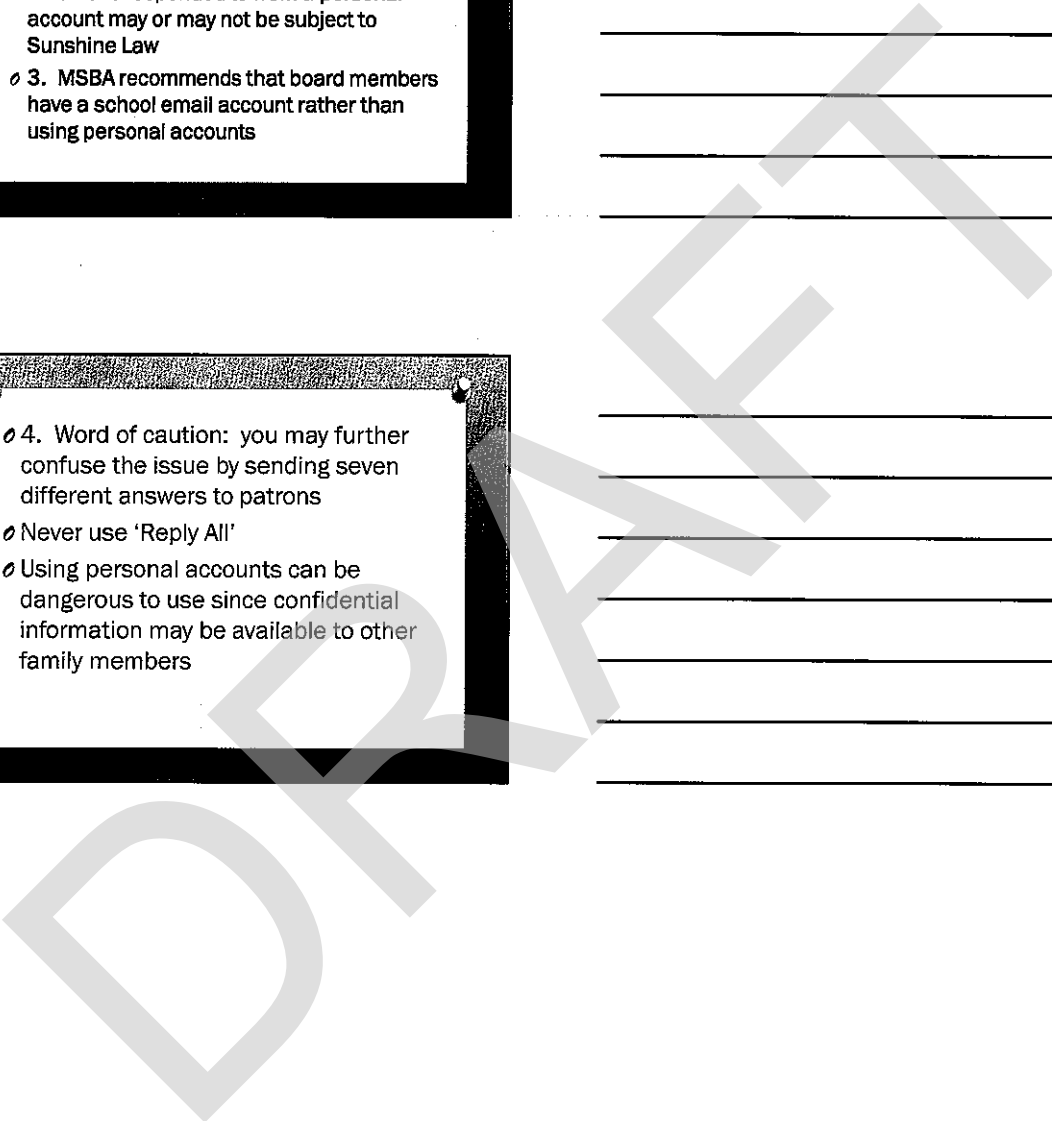 account may or may not be subject to
Sunshine Law
3. MSBA recommends that board members
have a school email account rather than
using personal accounts
4. Word of caution: you may further
confuse the issue by sending seven
different answers to patrons
Never use 'Reply All'
Using personal accounts can be
dangerous to use since confidential
information may be available to other
family members
DRAFT